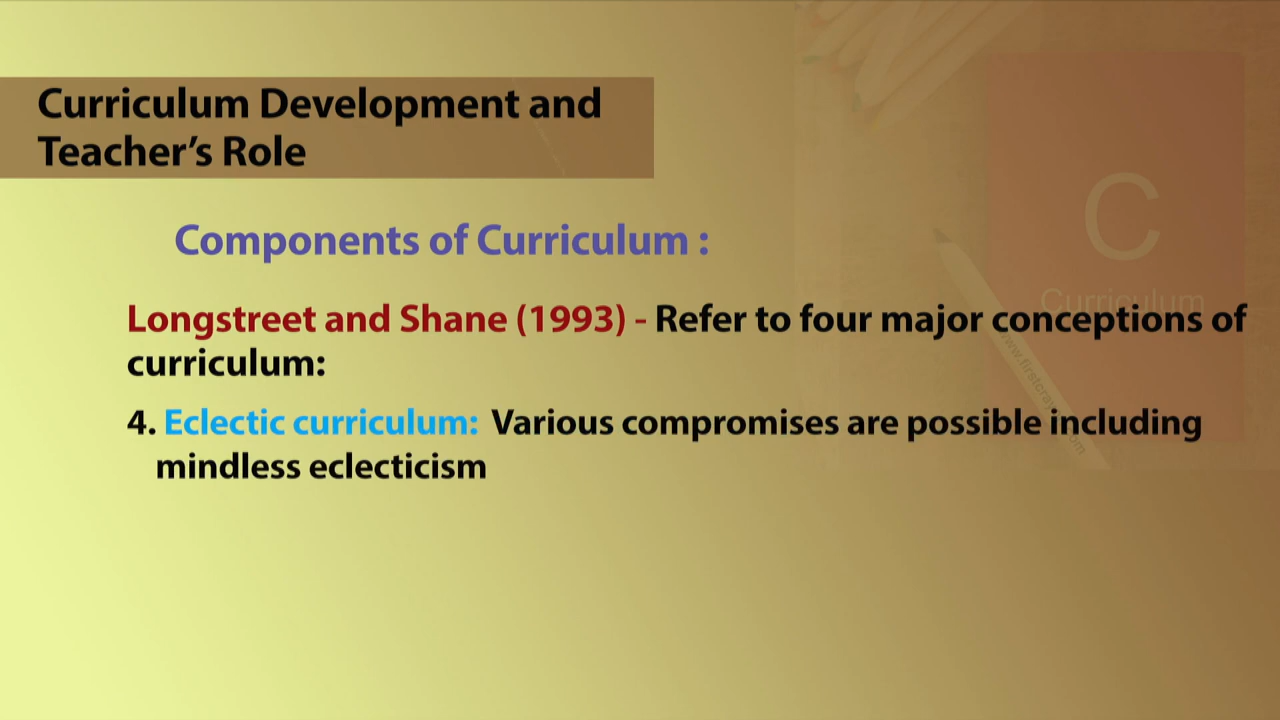 Curriculum Development and
Teacher’s Role
C
Curriculum
Components of Curriculum :
Longstreet and Shane (1993) - Refer to four major conceptions of
curriculum:
4. Eclectic curriculum: Various compromises are possible including
mindless eclecticism